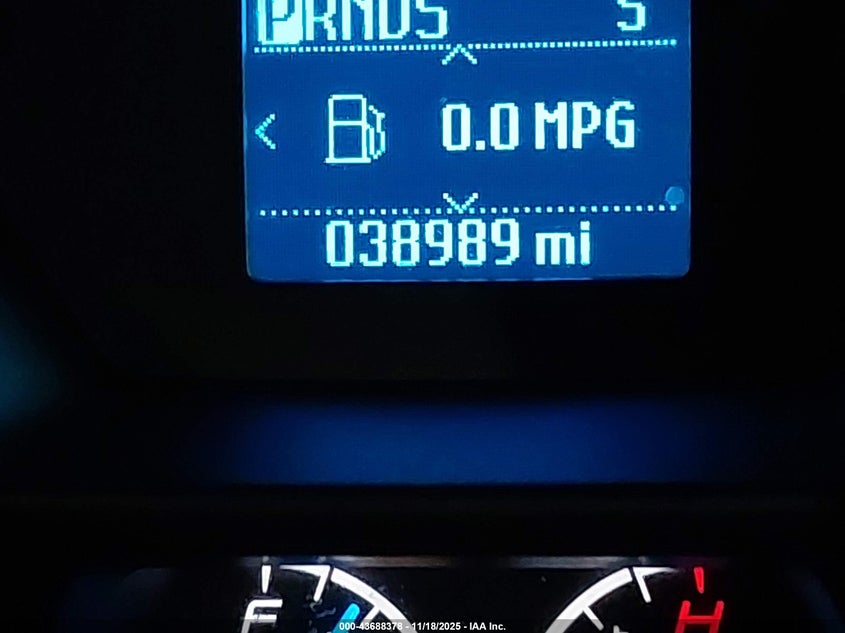 PRNDS S
0.0 MPG
038989 mi
F H
000-43688378 - 11/18/2025 - IAA Inc.